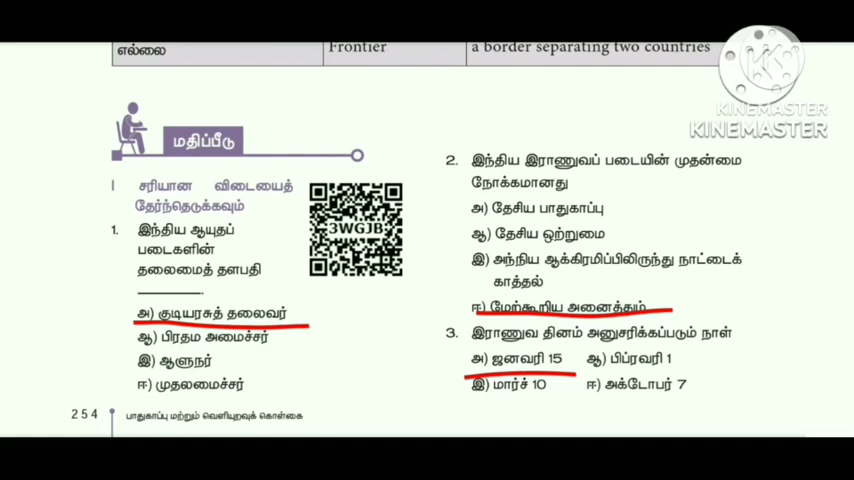 எல்லை
Frontier
a border separating two countries
KINEMASTER
KINEMASTER
மதிப்பீடு
I சரியான விடையைத்
தேர்ந்தெடுக்கவும்
3WGJB
1. இந்திய ஆயுதப்
படைகளின்
தலைமைத் தளபதி
_________.
அ) குடியரசுத் தலைவர்
ஆ) பிரதம அமைச்சர்
இ) ஆளுநர்
ஈ) முதலமைச்சர்
2. இந்திய இராணுவப் படையின் முதன்மை
நோக்கமானது
அ) தேசிய பாதுகாப்பு
ஆ) தேசிய ஒற்றுமை
இ) அந்நிய ஆக்கிரமிப்பிலிருந்து நாட்டைக்
காத்தல்
ஈ) மேற்கூறிய அனைத்தும்
3. இராணுவ தினம் அனுசரிக்கப்படும் நாள்
அ) ஜனவரி 15 ஆ) பிப்ரவரி 1
இ) மார்ச் 10 ஈ) அக்டோபர் 7
254 பாதுகாப்பு மற்றும் வெளியுறவுக் கொள்கை